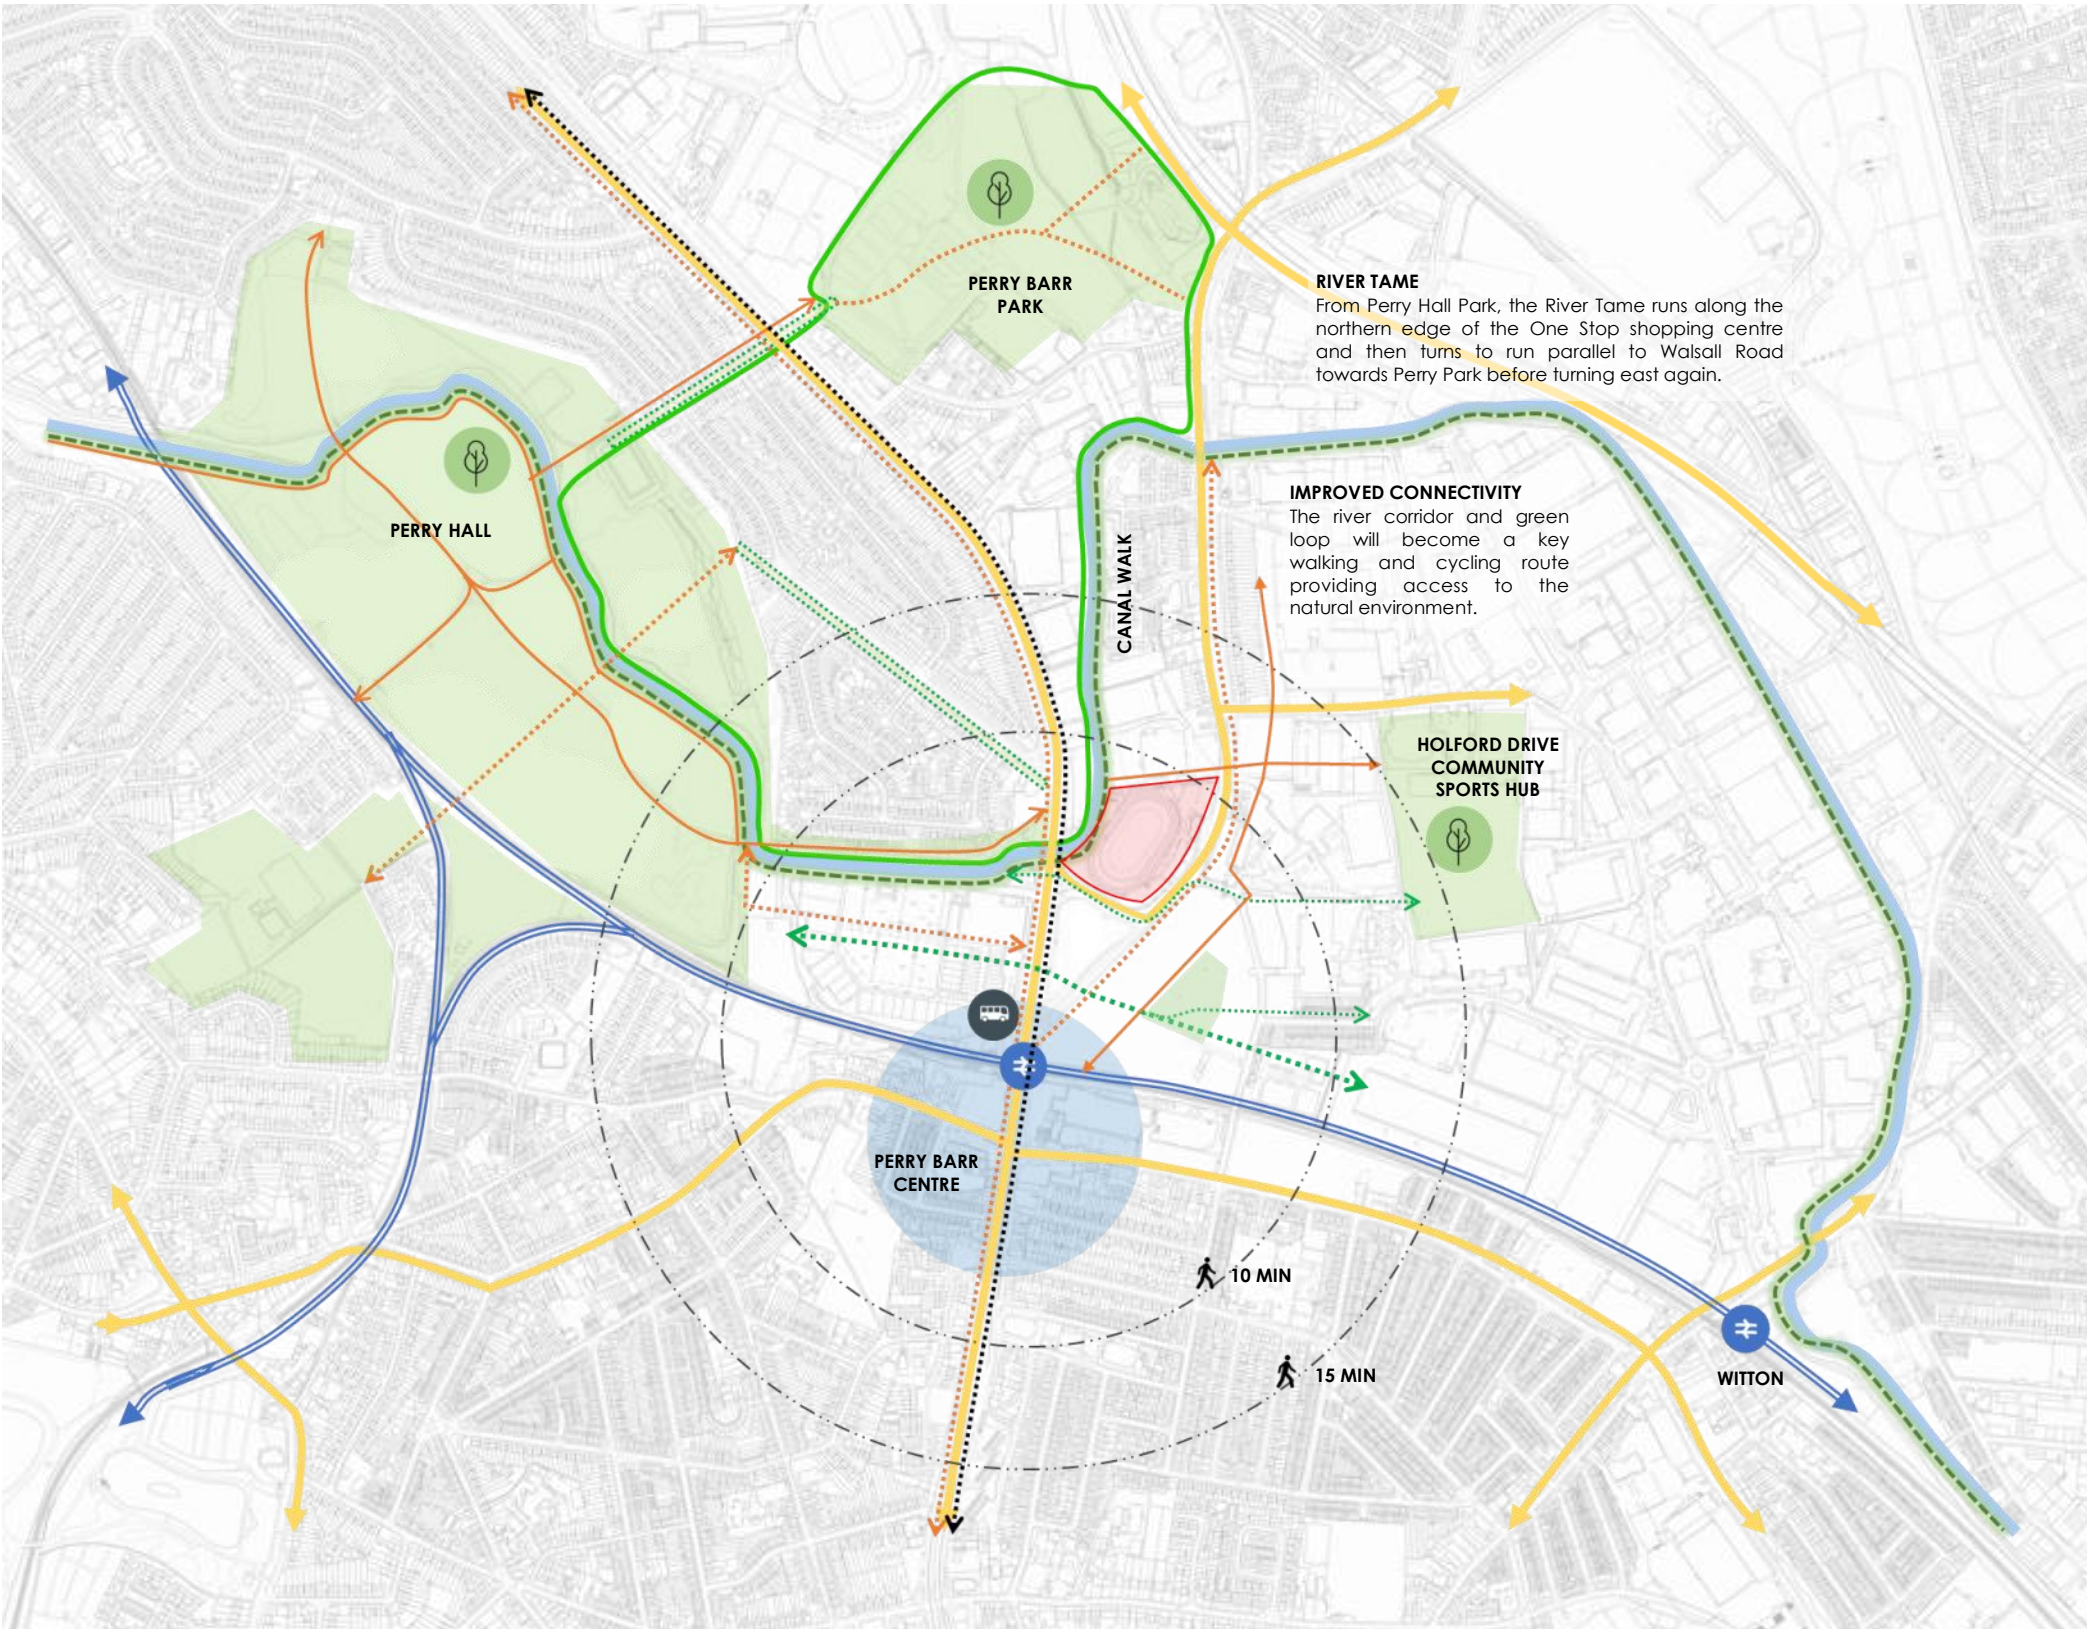 PERRY BARR
PARK
RIVER TAME
From Perry Hall Park, the River Tame runs along the
northern edge of the One Stop shopping centre
and then turns to run parallel to Walsall Road
towards Perry Park before turning east again.
PERRY HALL
IMPROVED CONNECTIVITY
The river corridor and green
loop will become a key
walking and cycling route
providing access to the
natural environment.
CANAL WALK
HOLFORD DRIVE
COMMUNITY
SPORTS HUB
PERRY BARR
CENTRE
10 MIN
15 MIN
WITTON